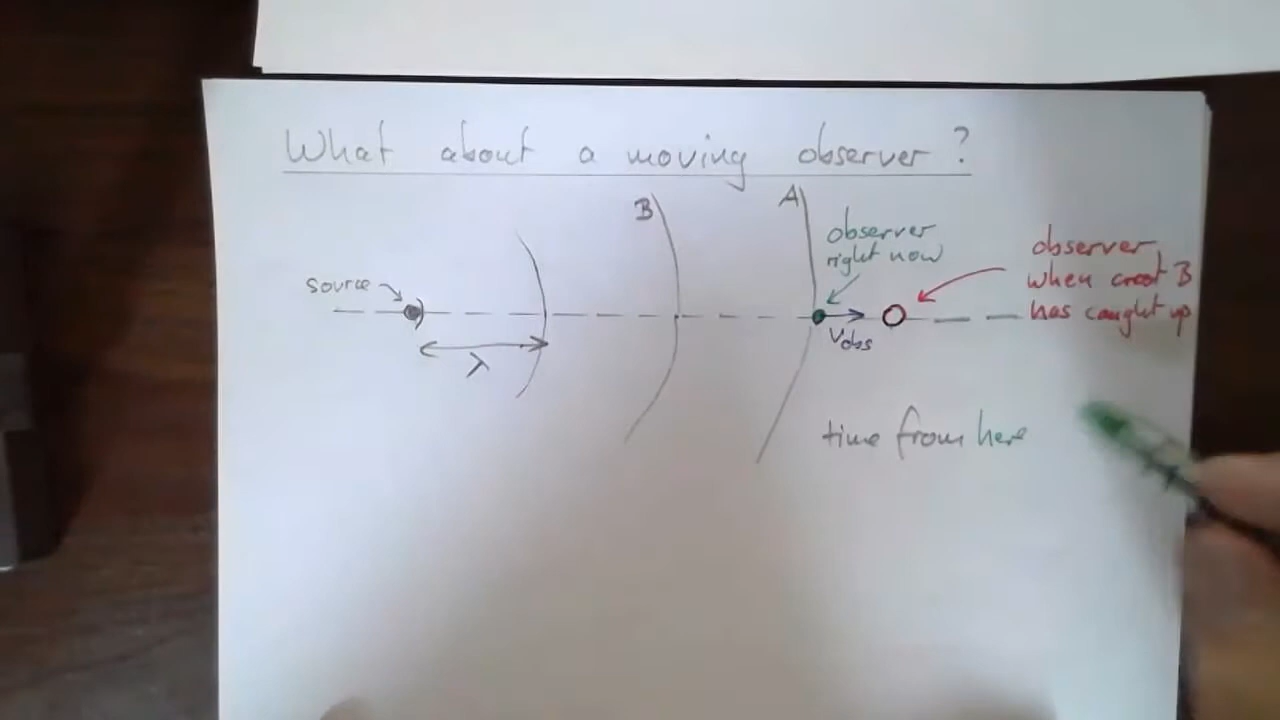 What about a moving observer?
B
A
observer
right now
observer
when crest B
has caught up
source
λ
vobs
time from here